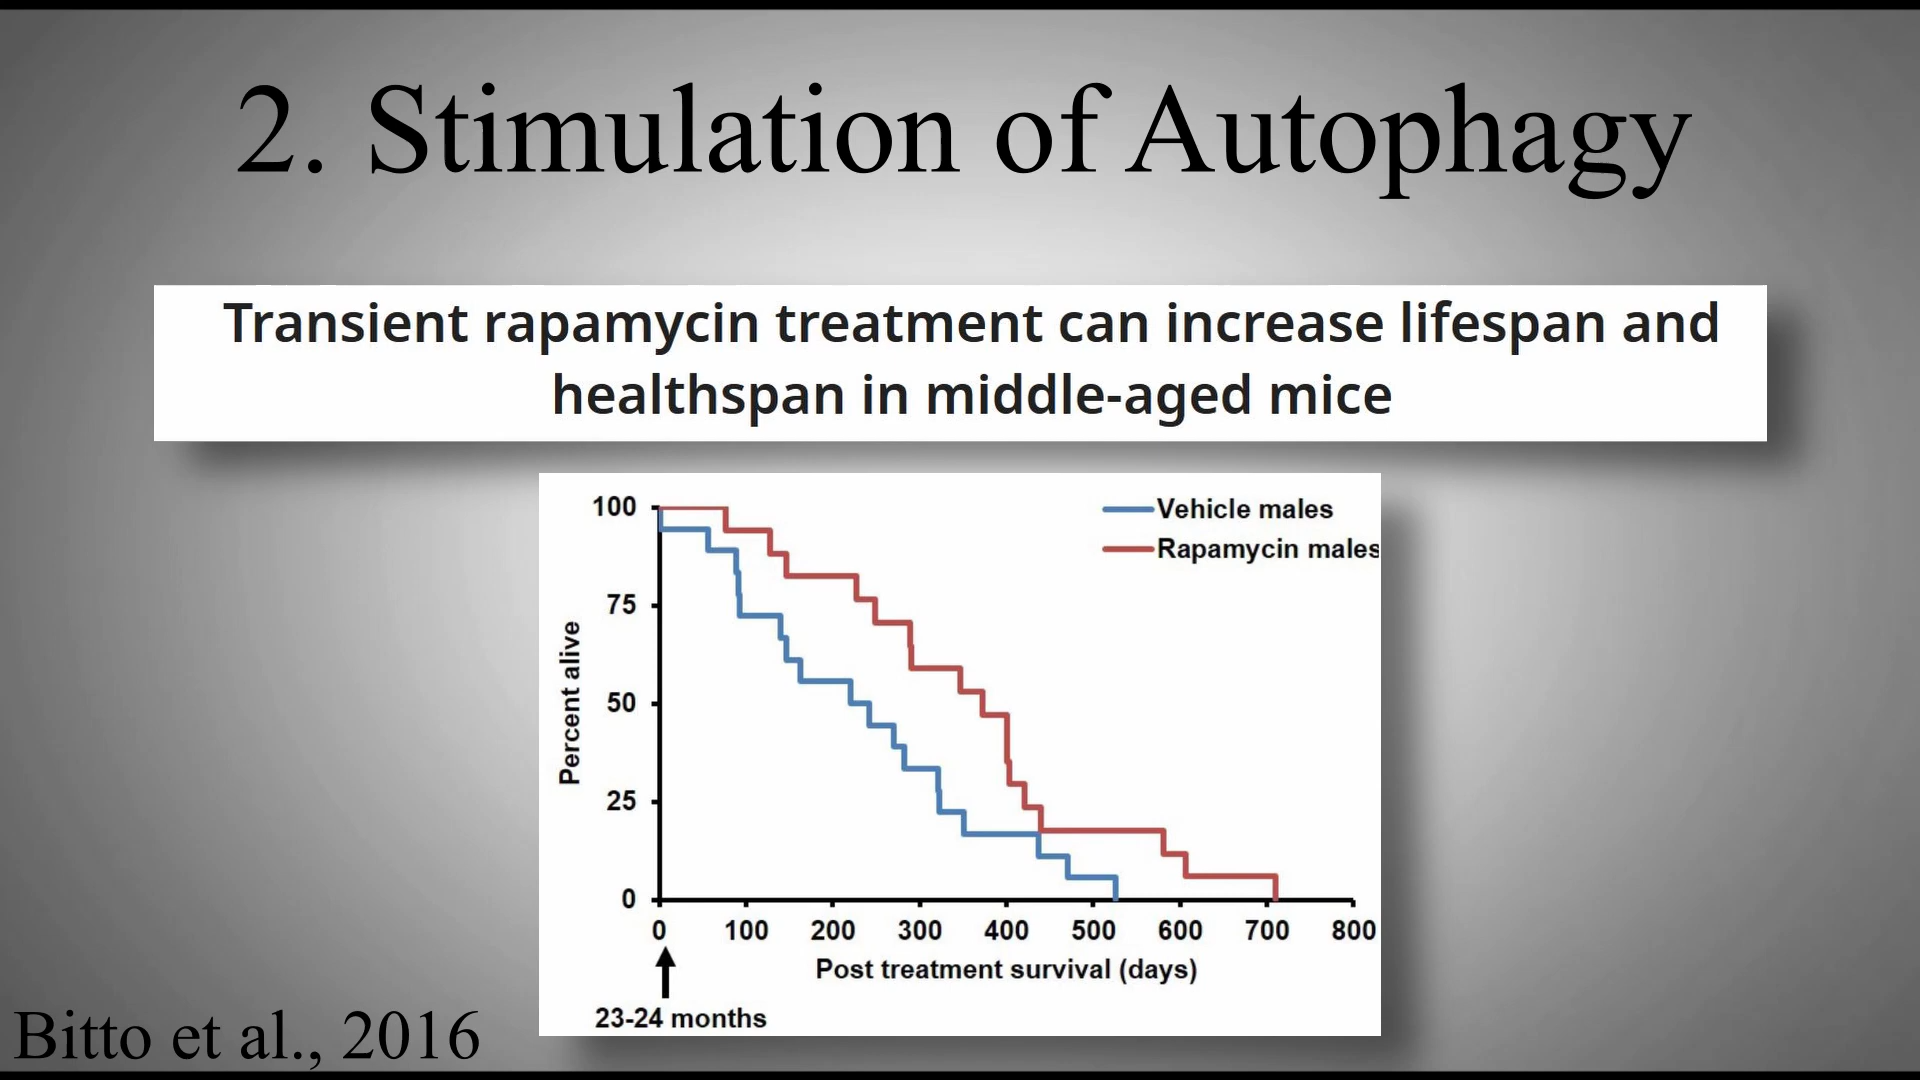 2. Stimulation of Autophagy
Transient rapamycin treatment can increase lifespan and
healthspan in middle-aged mice
100
75
50
25
0
Percent alive
Vehicle males
Rapamycin males
0 100 200 300 400 500 600 700 800
Post treatment survival (days)
23-24 months
Bitto et al., 2016